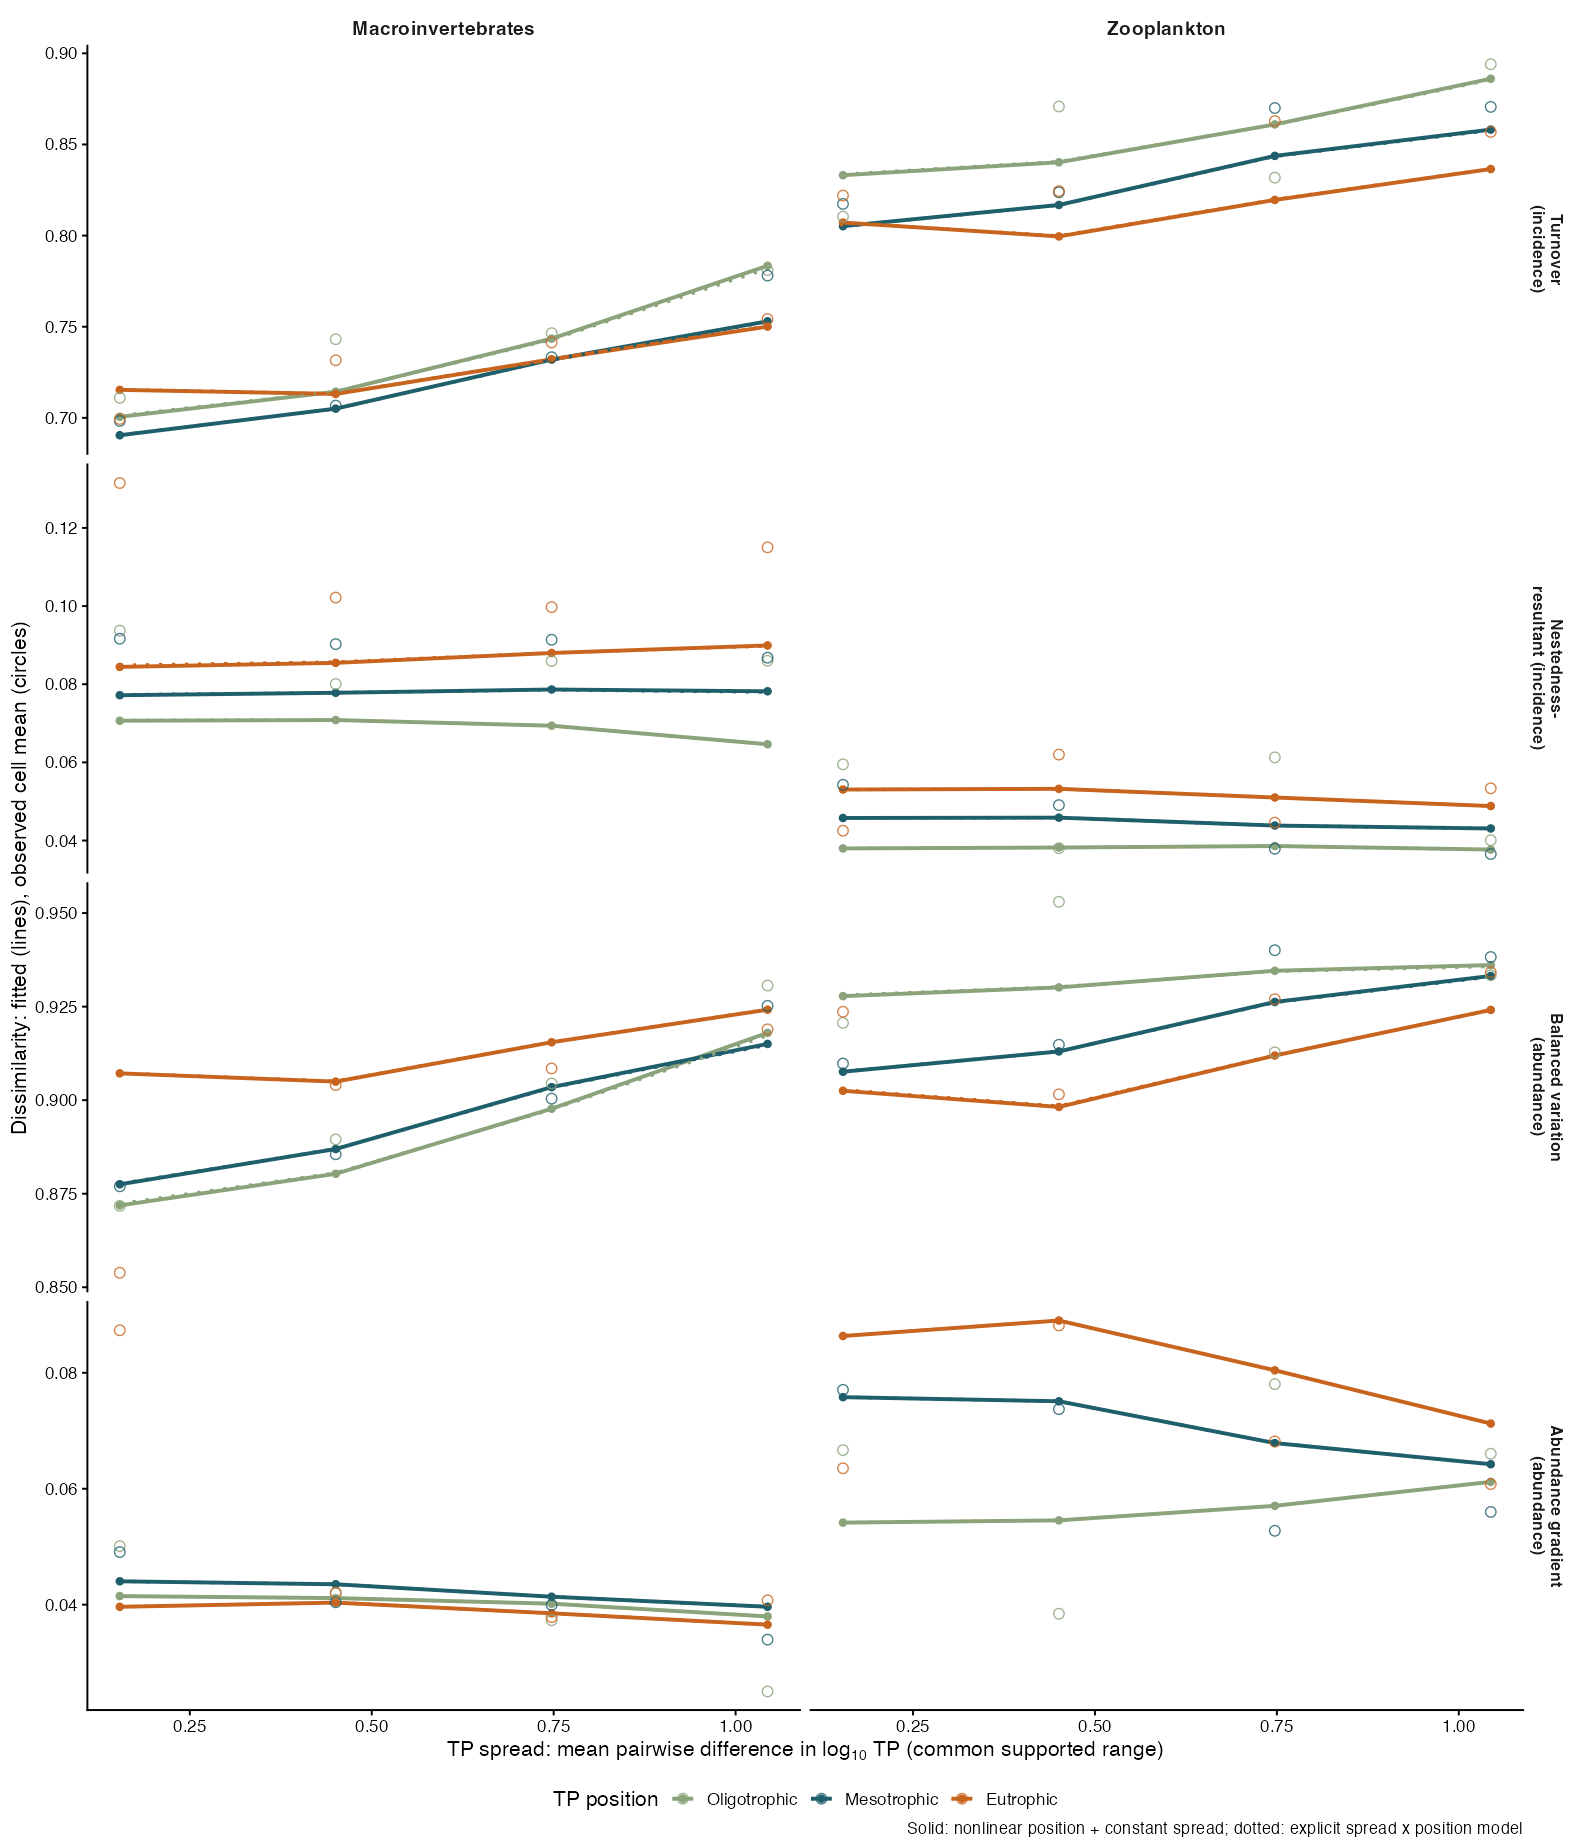 Macroinvertebrates
Zooplankton
0.90
0.85
0.80
0.75
0.70
Turnover
(incidence)
0.12
0.10
0.08
0.06
0.04
Nestedness-
resultant (incidence)
0.950
0.925
0.900
0.875
0.850
Balanced variation
(abundance)
0.08
0.06
0.04
Abundance gradient
(abundance)
Dissimilarity: fitted (lines), observed cell mean (circles)
0.25 0.50 0.75 1.00
0.25 0.50 0.75 1.00
TP spread: mean pairwise difference in log₁₀ TP (common supported range)
TP position Oligotrophic Mesotrophic Eutrophic
Solid: nonlinear position + constant spread; dotted: explicit spread x position model